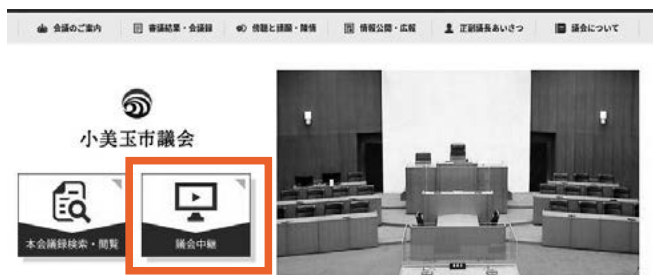 会議のご案内 審議結果・会議録 傍聴と請願・陳情 情報公開・広報 正副議長あいさつ 議会について
小美玉市議会
本会議録検索・閲覧 議会中継